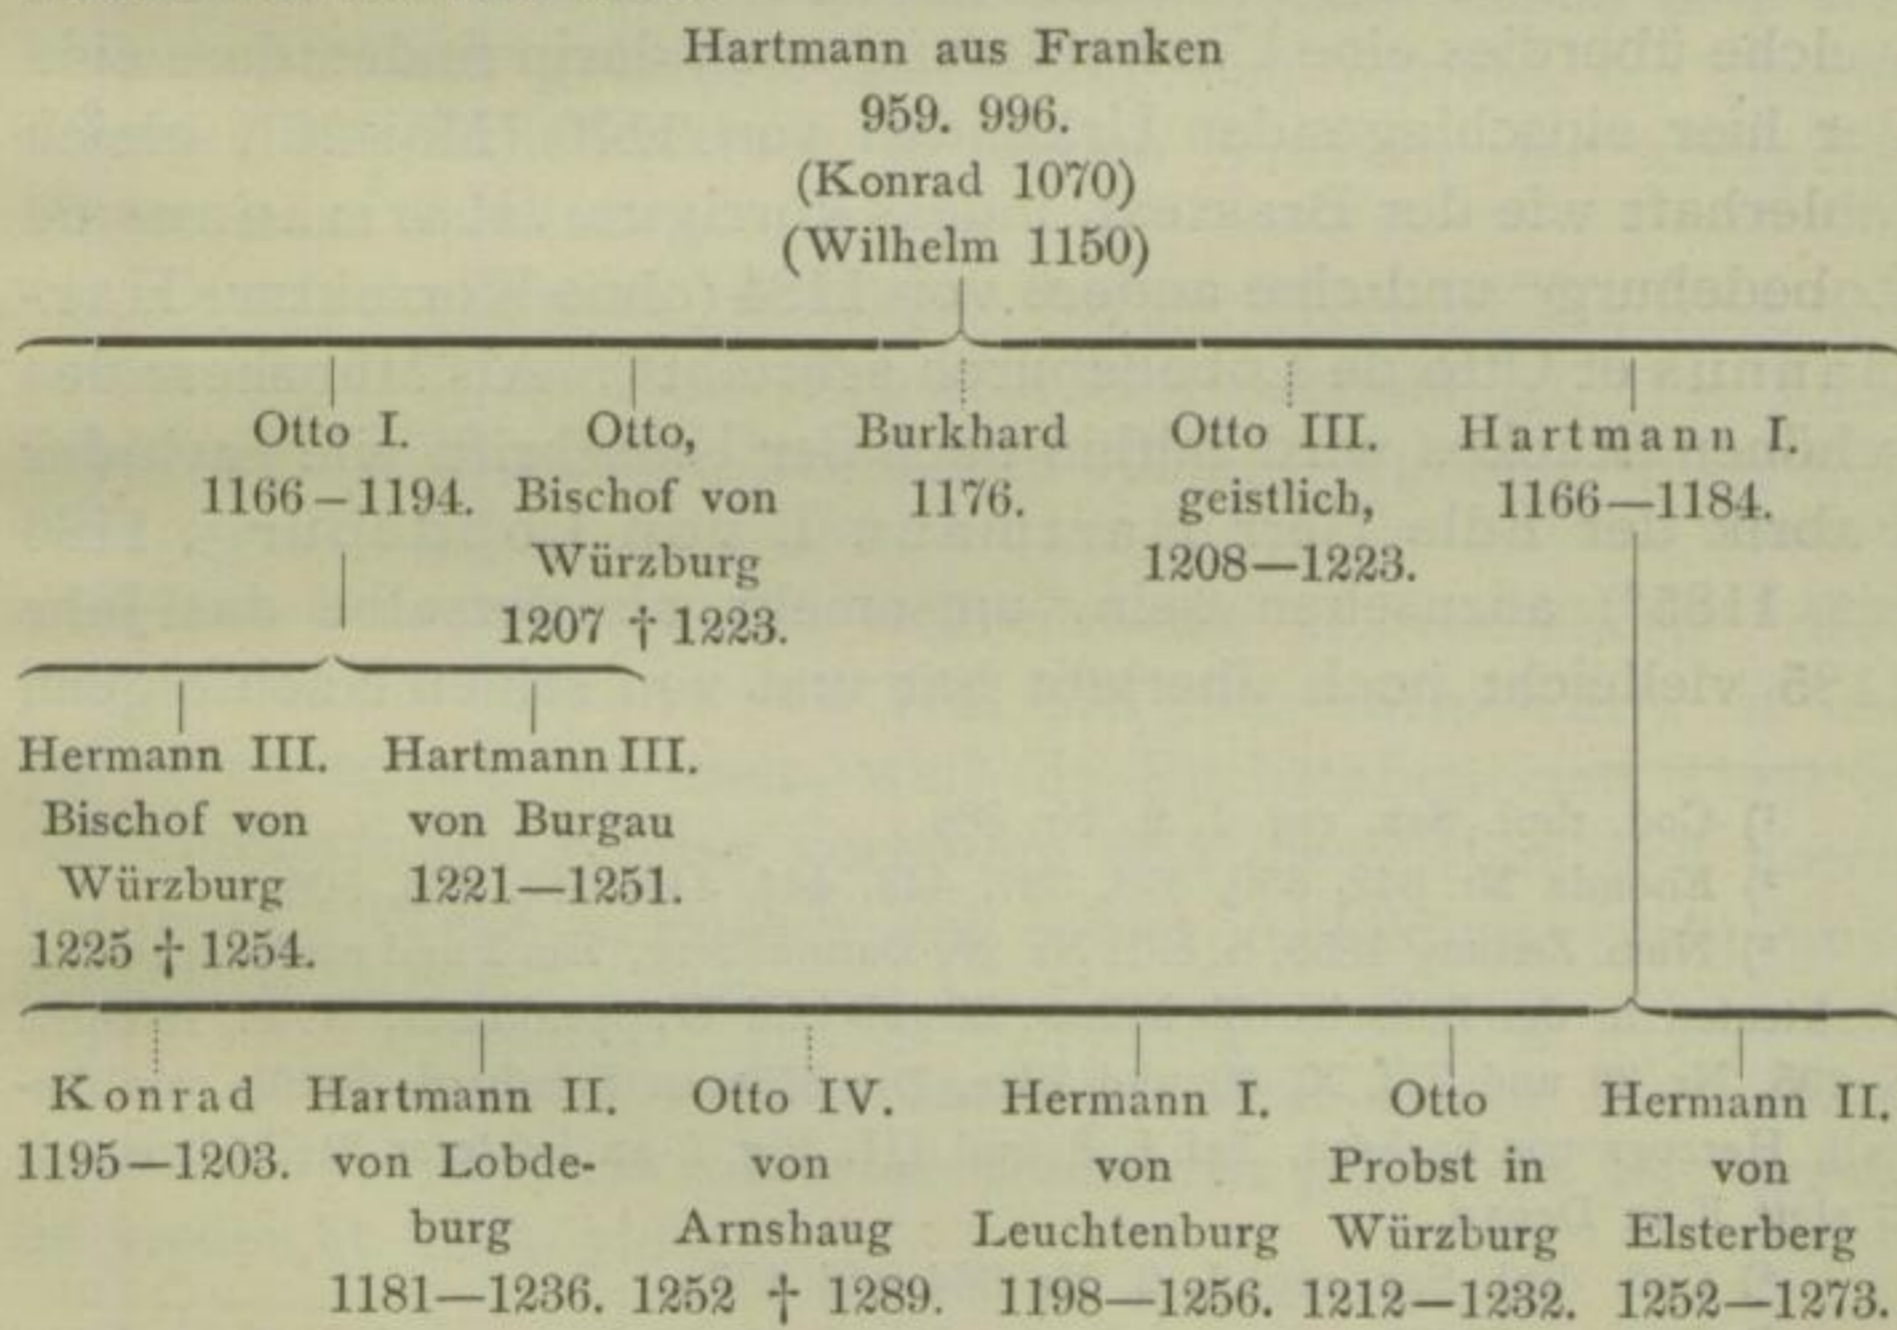 Hartmann aus Franken
959. 996.
(Konrad 1070)
(Wilhelm 1150)
Otto I.
1166–1194.
Otto,
Bischof von
Würzburg
1207 † 1223.
Burkhard
1176.
Otto III.
geistlich,
1208—1223.
Hartmann I.
1166—1184.
Hermann III.
Bischof von
Würzburg
1225 † 1254.
Hartmann III.
von Burgau
1221—1251.
Konrad
1195—1203.
Hartmann II.
von Lobde-
burg
1181—1236.
Otto IV.
von
Arnshaug
1252 † 1289.
Hermann I.
von
Leuchtenburg
1198—1256.
Otto
Probst in
Würzburg
1212—1232.
Hermann II.
von
Elsterberg
1252—1273.